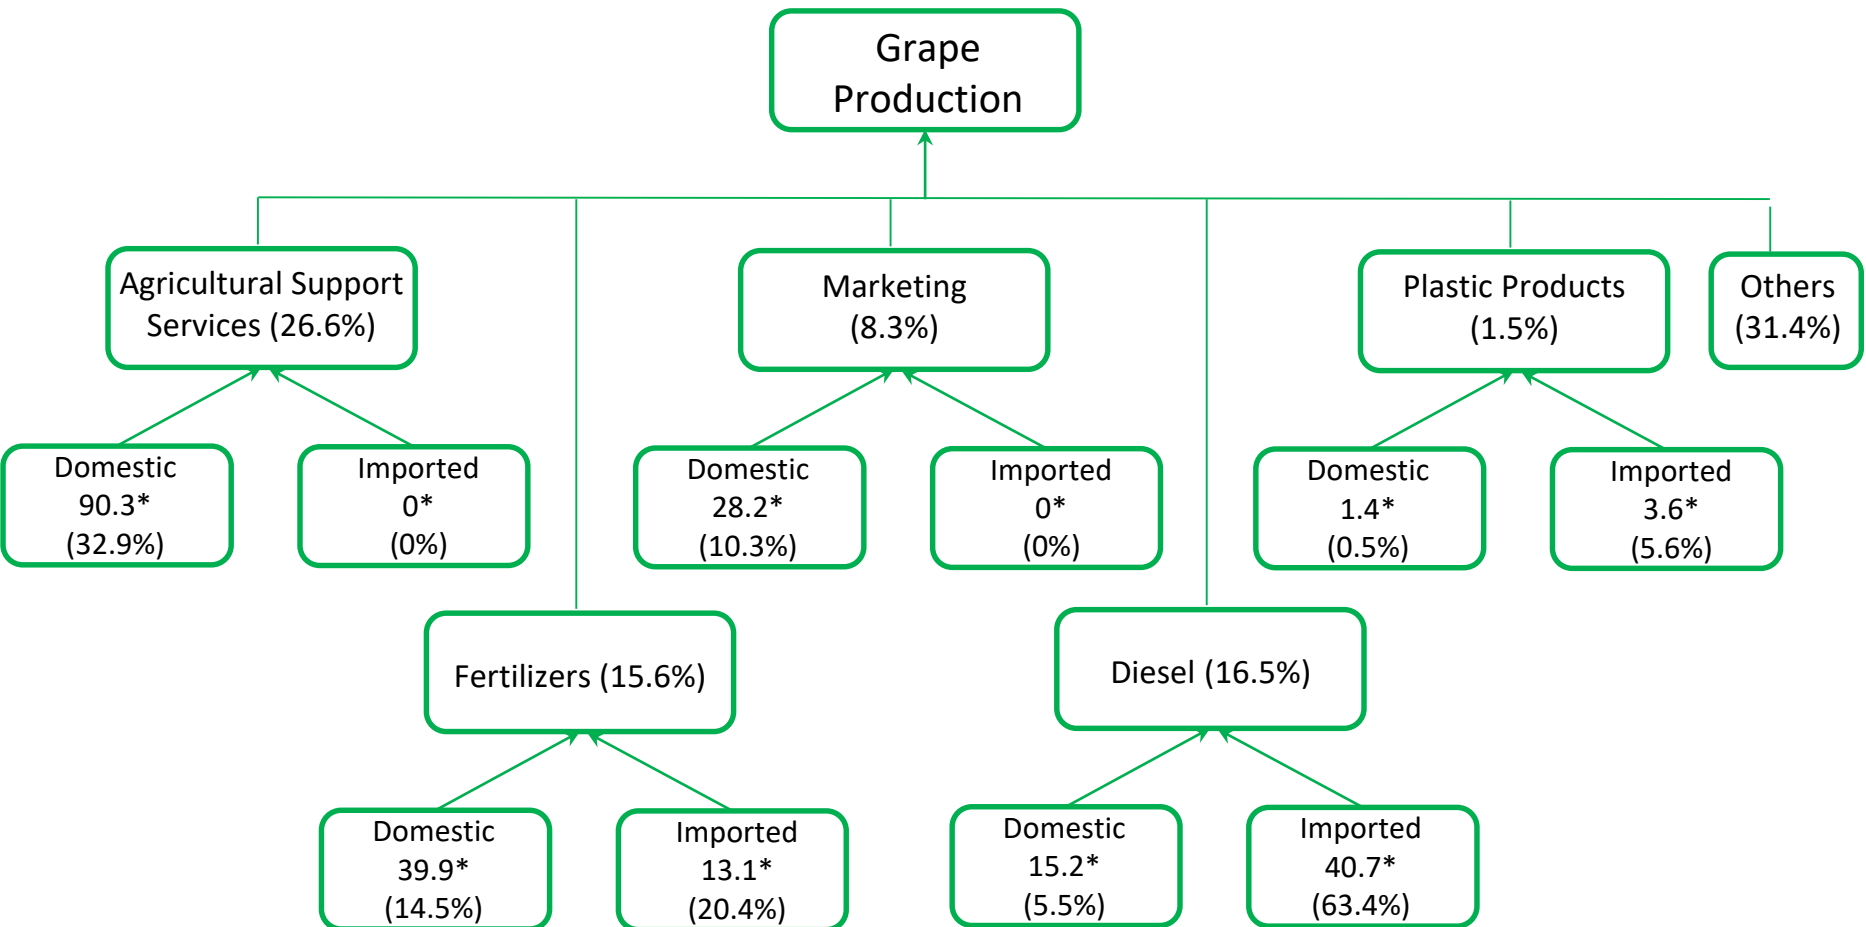 Grape
Production
Agricultural Support
Services (26.6%)
Marketing
(8.3%)
Plastic Products
(1.5%)
Others
(31.4%)
Domestic
90.3*
(32.9%)
Imported
0*
(0%)
Domestic
28.2*
(10.3%)
Imported
0*
(0%)
Domestic
1.4*
(0.5%)
Imported
3.6*
(5.6%)
Fertilizers (15.6%)
Diesel (16.5%)
Domestic
39.9*
(14.5%)
Imported
13.1*
(20.4%)
Domestic
15.2*
(5.5%)
Imported
40.7*
(63.4%)